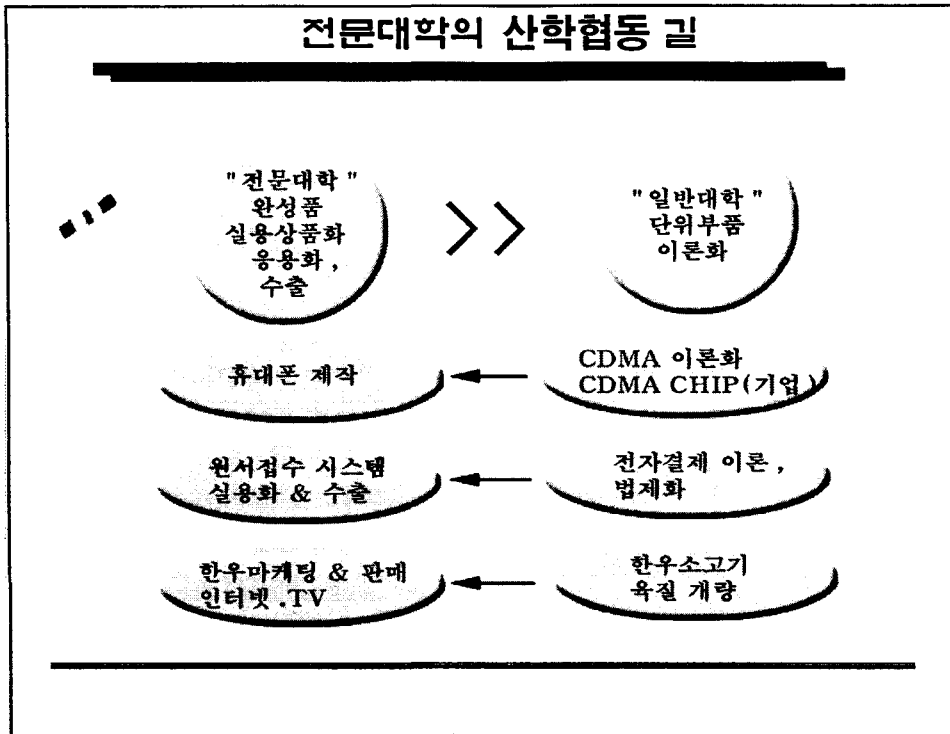 전문대학의 산학협동 길
"전문대학"
완성품
실용상품화
응용화,
수출
"일반대학"
단위부품
이론화
휴대폰 제작
CDMA 이론화
CDMA CHIP(기업)
원서접수 시스템
실용화 & 수출
전자결제 이론,
법제화
한우마케팅 & 판매
인터넷.TV
한우소고기
육질 개량